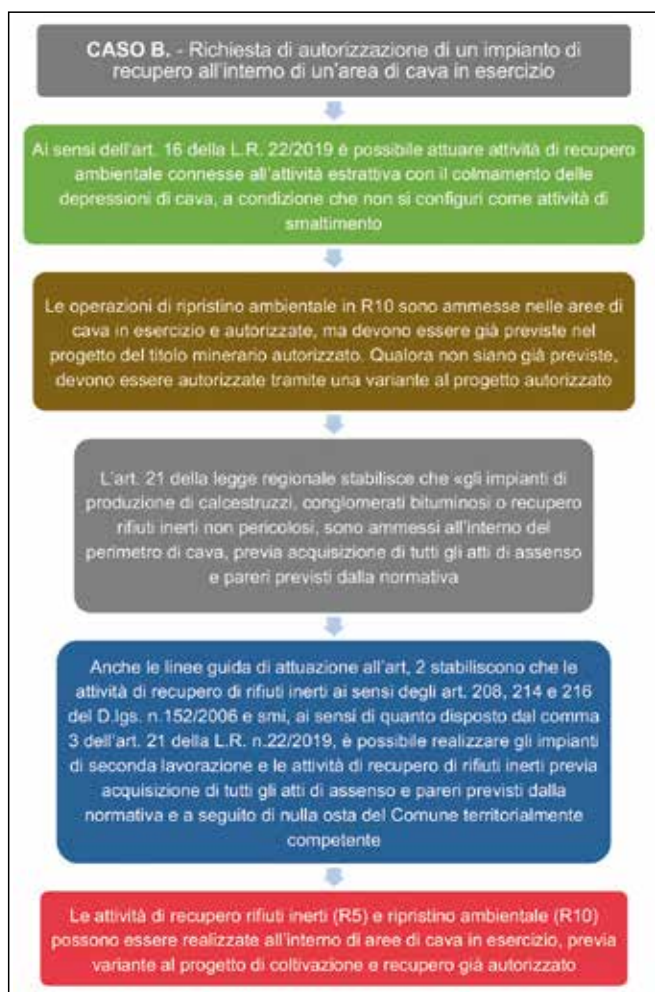 CASO B. - Richiesta di autorizzazione di un impianto di
recupero all'interno di un'area di cava in esercizio
Ai sensi dell'art. 16 della L.R. 22/2019 è possibile attuare attività di recupero
ambientale connesse all'attività estrattiva con il colmamento delle
depressioni di cava, a condizione che non si configuri come attività di
smaltimento
Le operazioni di ripristino ambientale in R10 sono ammesse nelle aree di
cava in esercizio e autorizzate, ma devono essere già previste nel
progetto del titolo minerario autorizzato. Qualora non siano già previste,
devono essere autorizzate tramite una variante al progetto autorizzato
L'art. 21 della legge regionale stabilisce che «gli impianti di
produzione di calcestruzzi, conglomerati bituminosi o recupero
rifiuti inerti non pericolosi, sono ammessi all'interno del
perimetro di cava, previa acquisizione di tutti gli atti di assenso
e pareri previsti dalla normativa
Anche le linee guida di attuazione all'art, 2 stabiliscono che le
attività di recupero di rifiuti inerti ai sensi degli art. 208, 214 e 216
del D.lgs. n.152/2006 e smi, ai sensi di quanto disposto dal comma
3 dell'art. 21 della L.R. n.22/2019, è possibile realizzare gli impianti
di seconda lavorazione e le attività di recupero di rifiuti inerti previa
acquisizione di tutti gli atti di assenso e pareri previsti dalla
normativa e a seguito di nulla osta del Comune territorialmente
competente
Le attività di recupero rifiuti inerti (R5) e ripristino ambientale (R10)
possono essere realizzate all'interno di aree di cava in esercizio, previa
variante al progetto di coltivazione e recupero già autorizzato